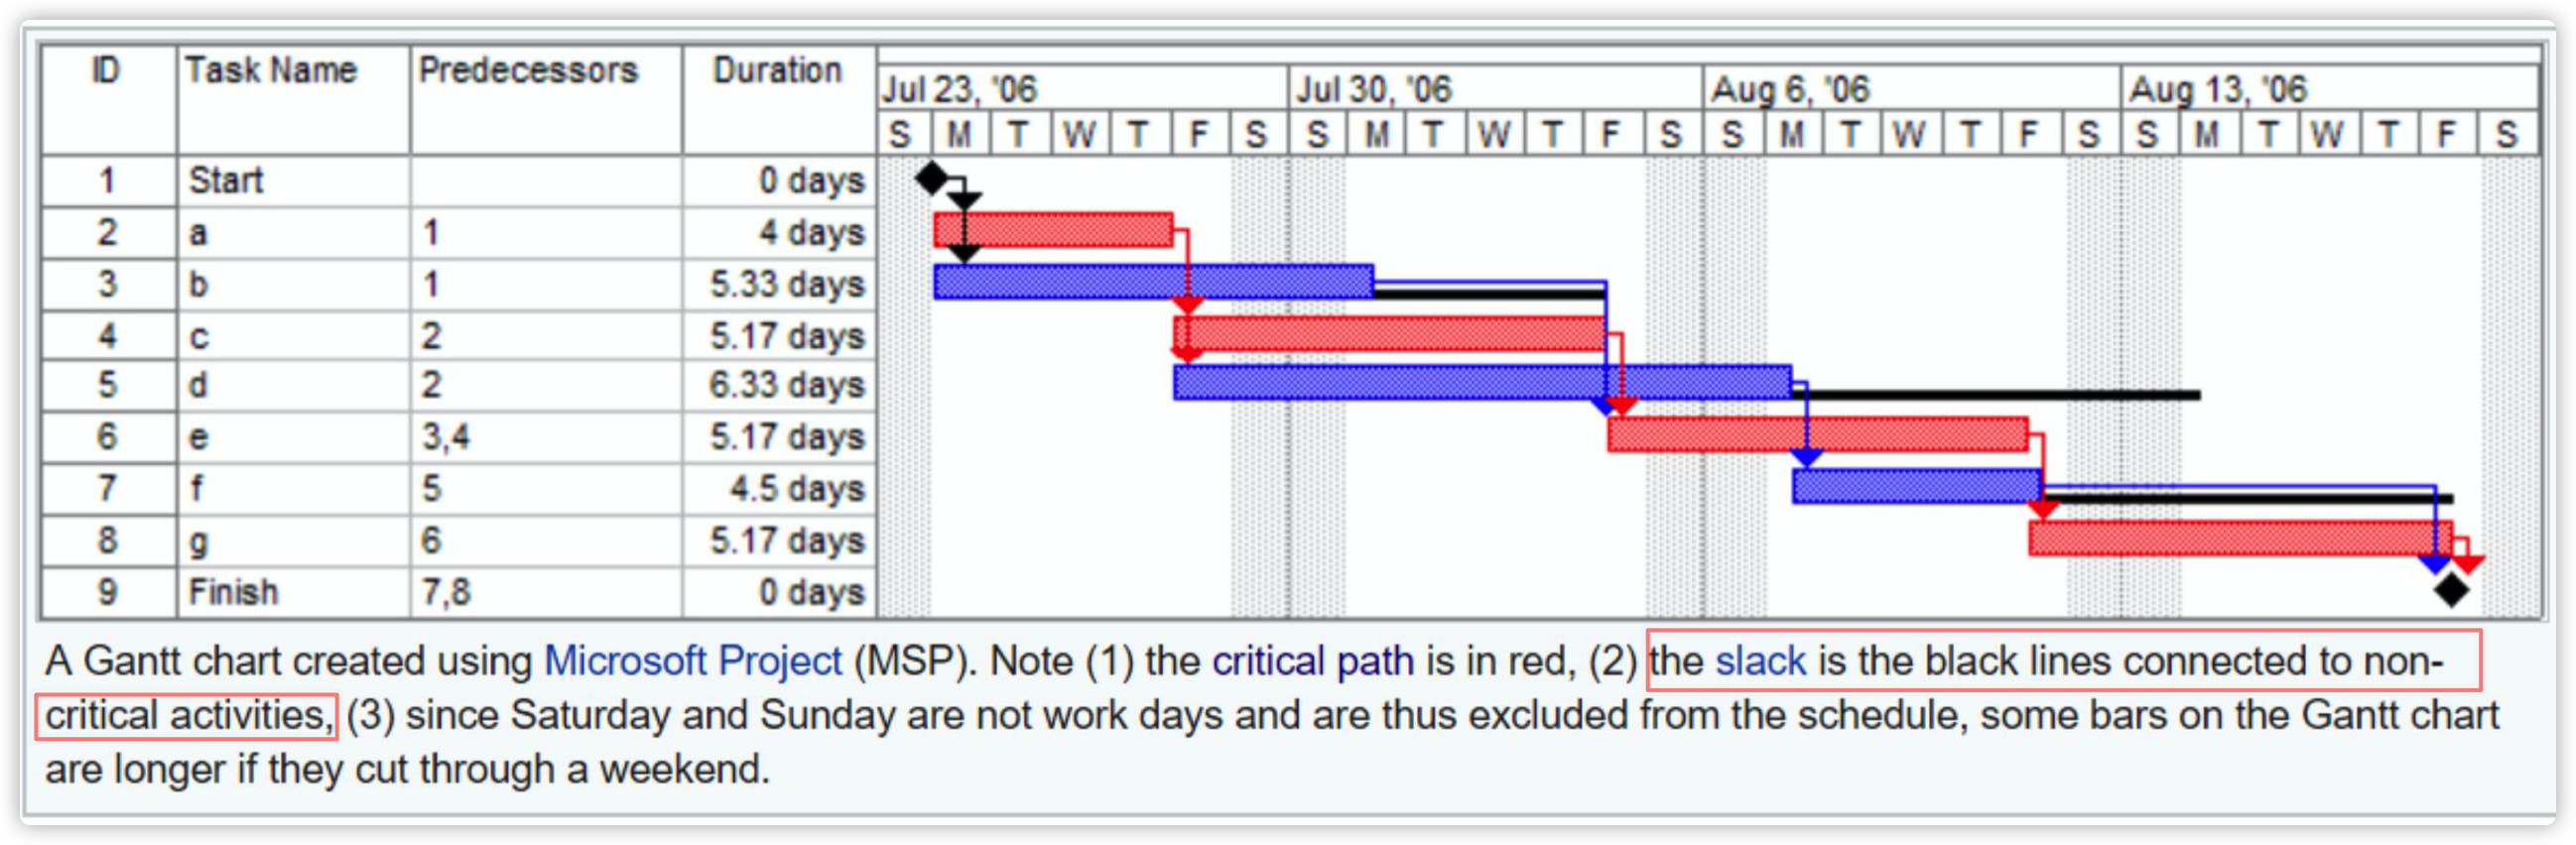 ID Task Name Predecessors Duration
Jul 23, '06 Jul 30, '06 Aug 6, '06 Aug 13, '06
S M T W T F S S M T W T F S S M T W T F S S M T W T F S
1 Start 0 days
2 a 1 4 days
3 b 1 5.33 days
4 c 2 5.17 days
5 d 2 6.33 days
6 e 3,4 5.17 days
7 f 5 4.5 days
8 g 6 5.17 days
9 Finish 7,8 0 days
A Gantt chart created using Microsoft Project (MSP). Note (1) the critical path is in red, (2) the slack is the black lines connected to non-
critical activities, (3) since Saturday and Sunday are not work days and are thus excluded from the schedule, some bars on the Gantt chart
are longer if they cut through a weekend.